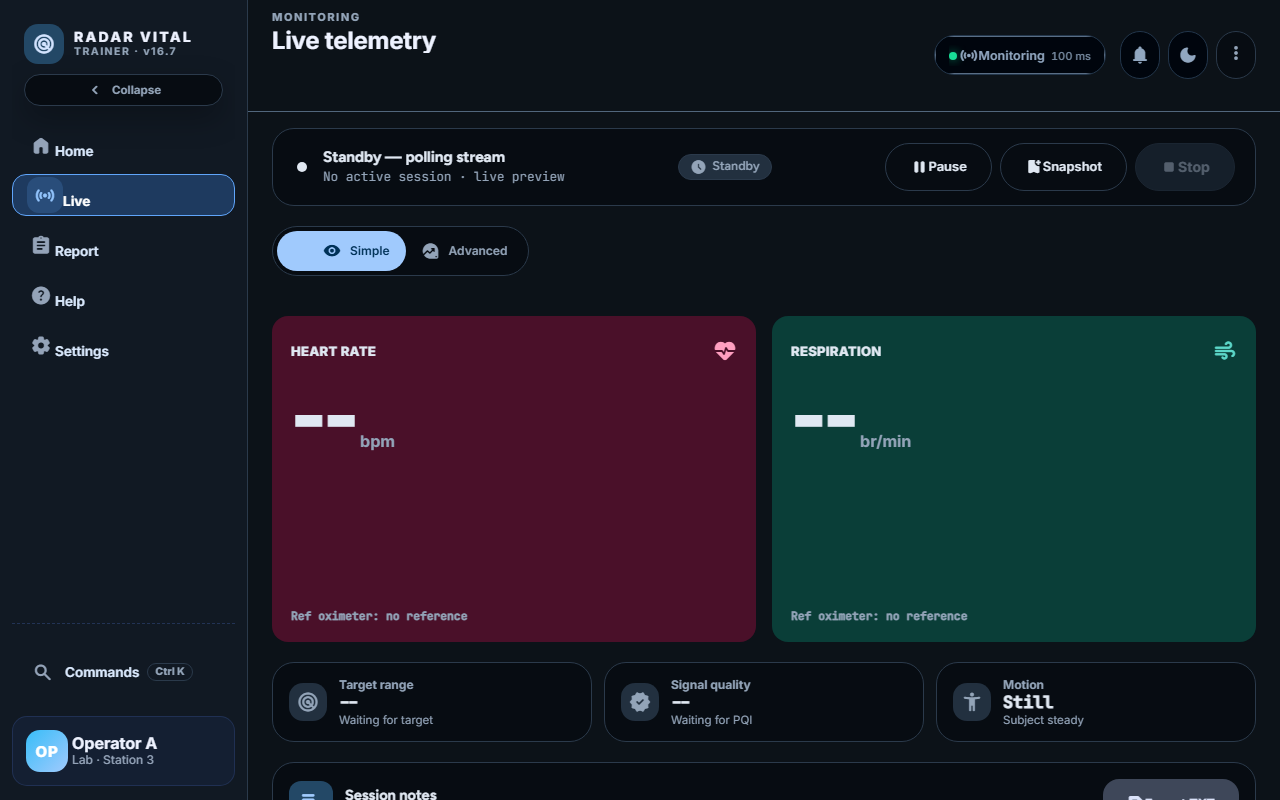 RADAR VITAL
TRAINER · v16.7
Collapse
Home
Live
Report
Help
Settings
Commands Ctrl K
OP
Operator A
Lab · Station 3
MONITORING
Live telemetry
Monitoring 100 ms
Standby — polling stream
No active session · live preview
Standby
Pause
Snapshot
Stop
Simple
Advanced
HEART RATE
-- bpm
Ref oximeter: no reference
RESPIRATION
-- br/min
Ref oximeter: no reference
Target range
--
Waiting for target
Signal quality
--
Waiting for PQI
Motion
Still
Subject steady
Session notes